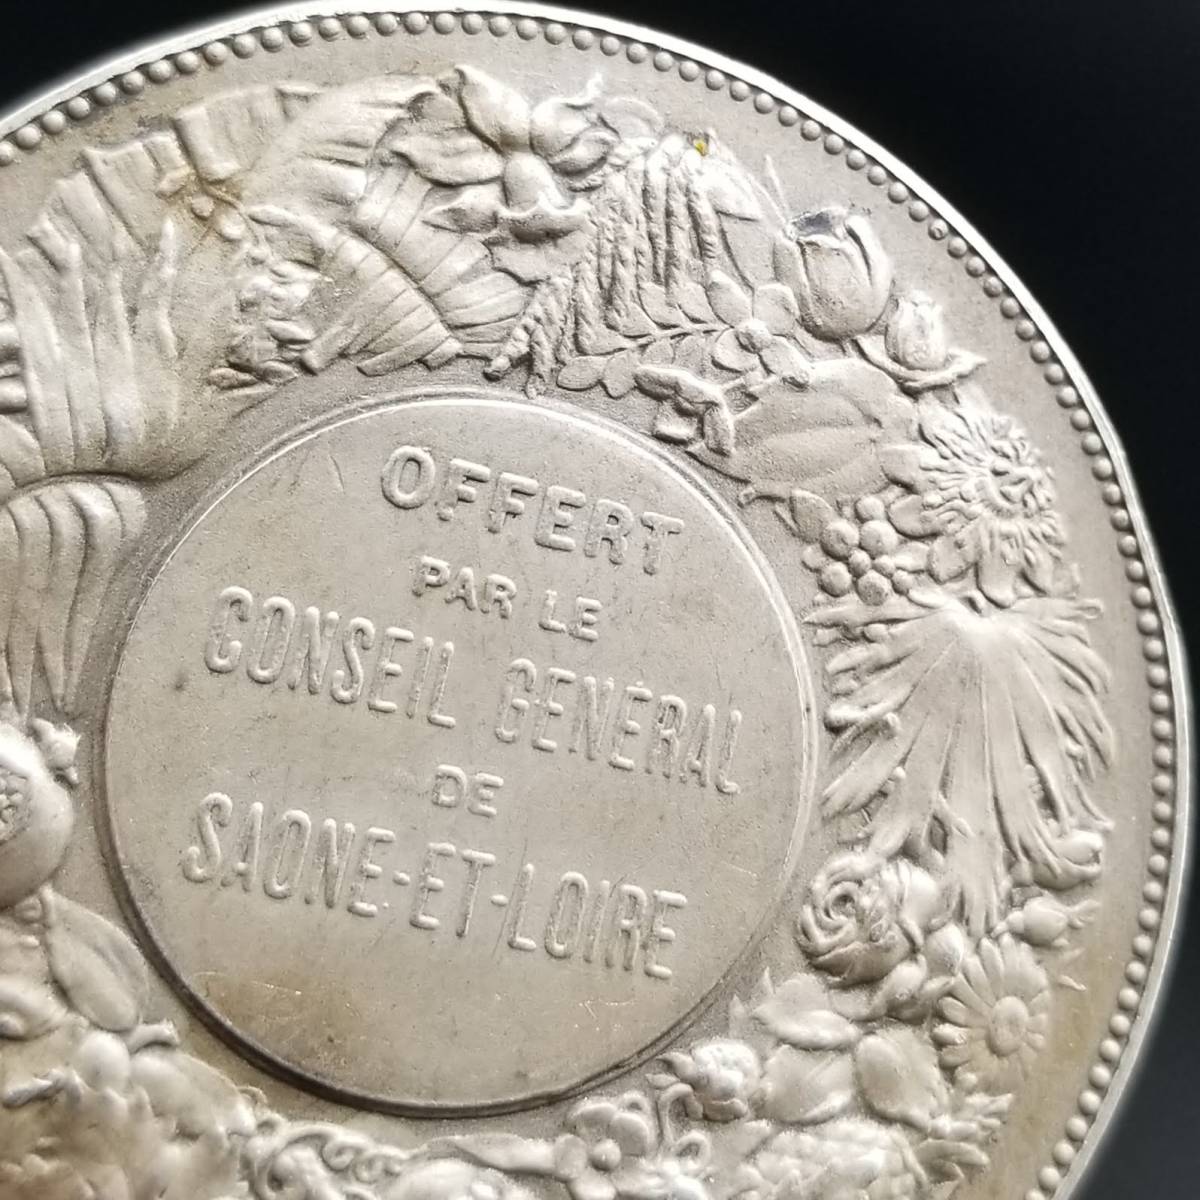 OFFERT
PAR LE
CONSEIL GÉNÉRAL
DE
SAONE-ET-LOIRE